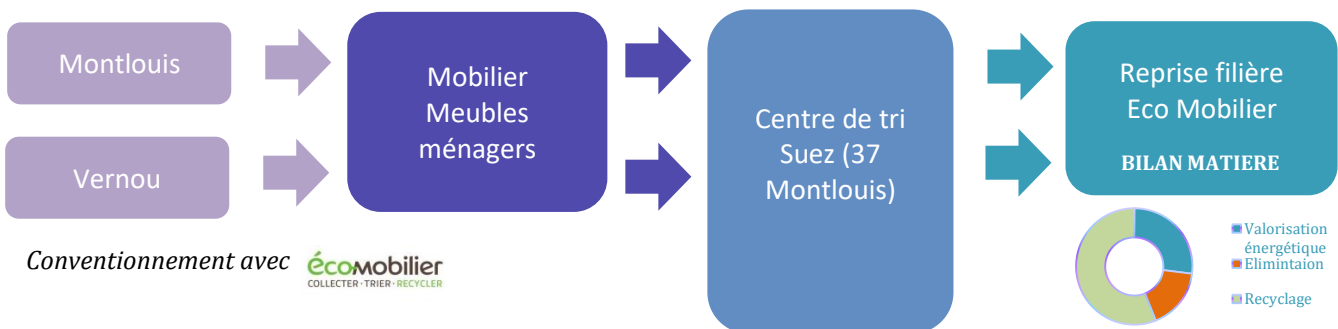 Montlouis
Vernou
Mobilier
Meubles
ménagers
Centre de tri
Suez (37
Montlouis)
Reprise filière
Eco Mobilier
BILAN MATIERE
Conventionnement avec
écomobilier
COLLECTER·TRIER·RECYCLER
Valorisation
énergétique
Elimintaion
Recyclage